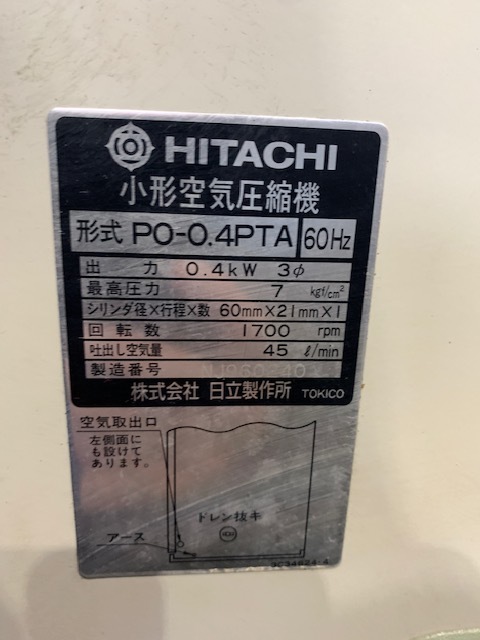 HITACHI
小形空気圧縮機
形式 PO-0.4PTA 60Hz
出力 0.4kW 3φ
最高圧力 7 kgf/cm²
シリンダ径×行程×数 60mm×21mm×1
回転数 1700 rpm
吐出し空気量 45 ℓ/min
製造番号
株式会社 日立製作所 TOKICO
空気取出口
左側面に
も設けて
あります。
ドレン抜キ
アース